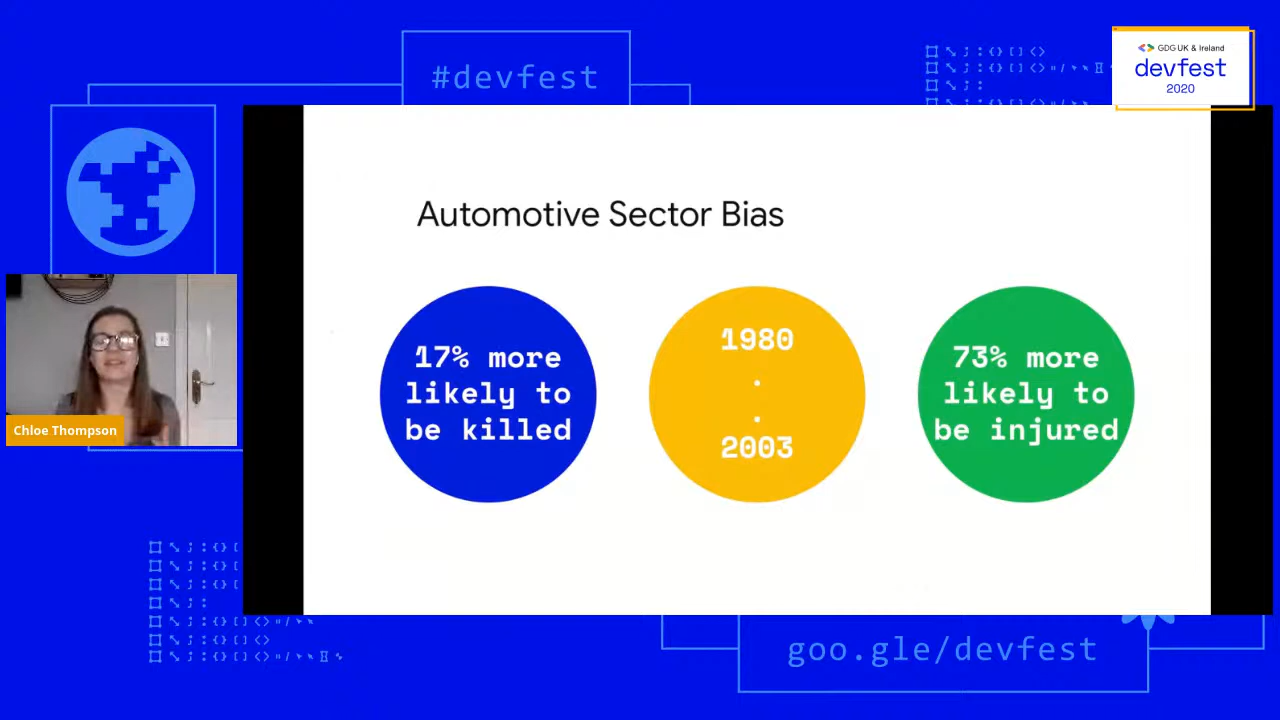 #devfest
GDG UK & Ireland
devfest
2020
Automotive Sector Bias
17% more
likely to
be killed
1980
.
.
2003
73% more
likely to
be injured
Chloe Thompson
goo.gle/devfest